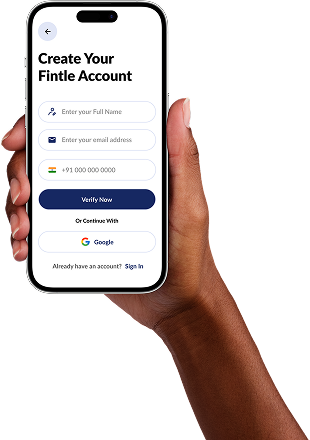 Create Your
Fintle Account
Enter your Full Name
Enter your email address
+91 000 000 0000
Verify Now
Or Continue With
Google
Already have an account? Sign In